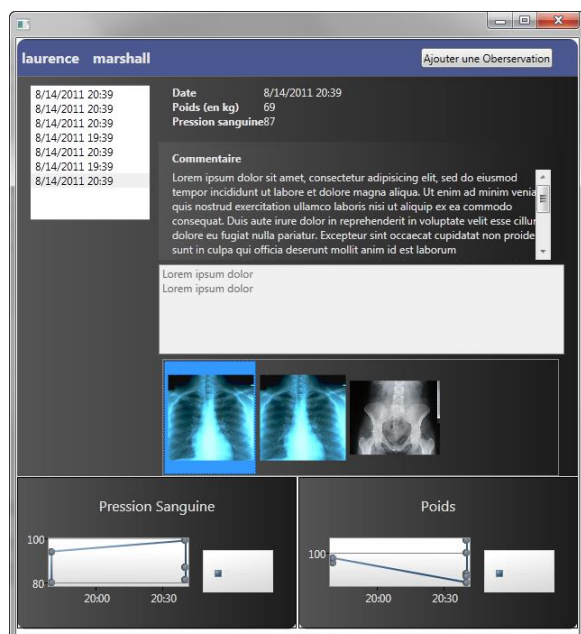 laurence marshall
Ajouter une Oberservation
8/14/2011 20:39
8/14/2011 20:39
8/14/2011 20:39
8/14/2011 19:39
8/14/2011 20:39
8/14/2011 19:39
8/14/2011 20:39
Date 8/14/2011 20:39
Poids (en kg) 69
Pression sanguine87
Commentaire
Lorem ipsum dolor sit amet, consectetur adipisicing elit, sed do eiusmod
tempor incididunt ut labore et dolore magna aliqua. Ut enim ad minim venia
quis nostrud exercitation ullamco laboris nisi ut aliquip ex ea commodo
consequat. Duis aute irure dolor in reprehenderit in voluptate velit esse cillu
dolore eu fugiat nulla pariatur. Excepteur sint occaecat cupidatat non proide
sunt in culpa qui officia deserunt mollit anim id est laborum
Lorem ipsum dolor
Lorem ipsum dolor
Pression Sanguine
100
80
20:00 20:30
Poids
100
20:00 20:30